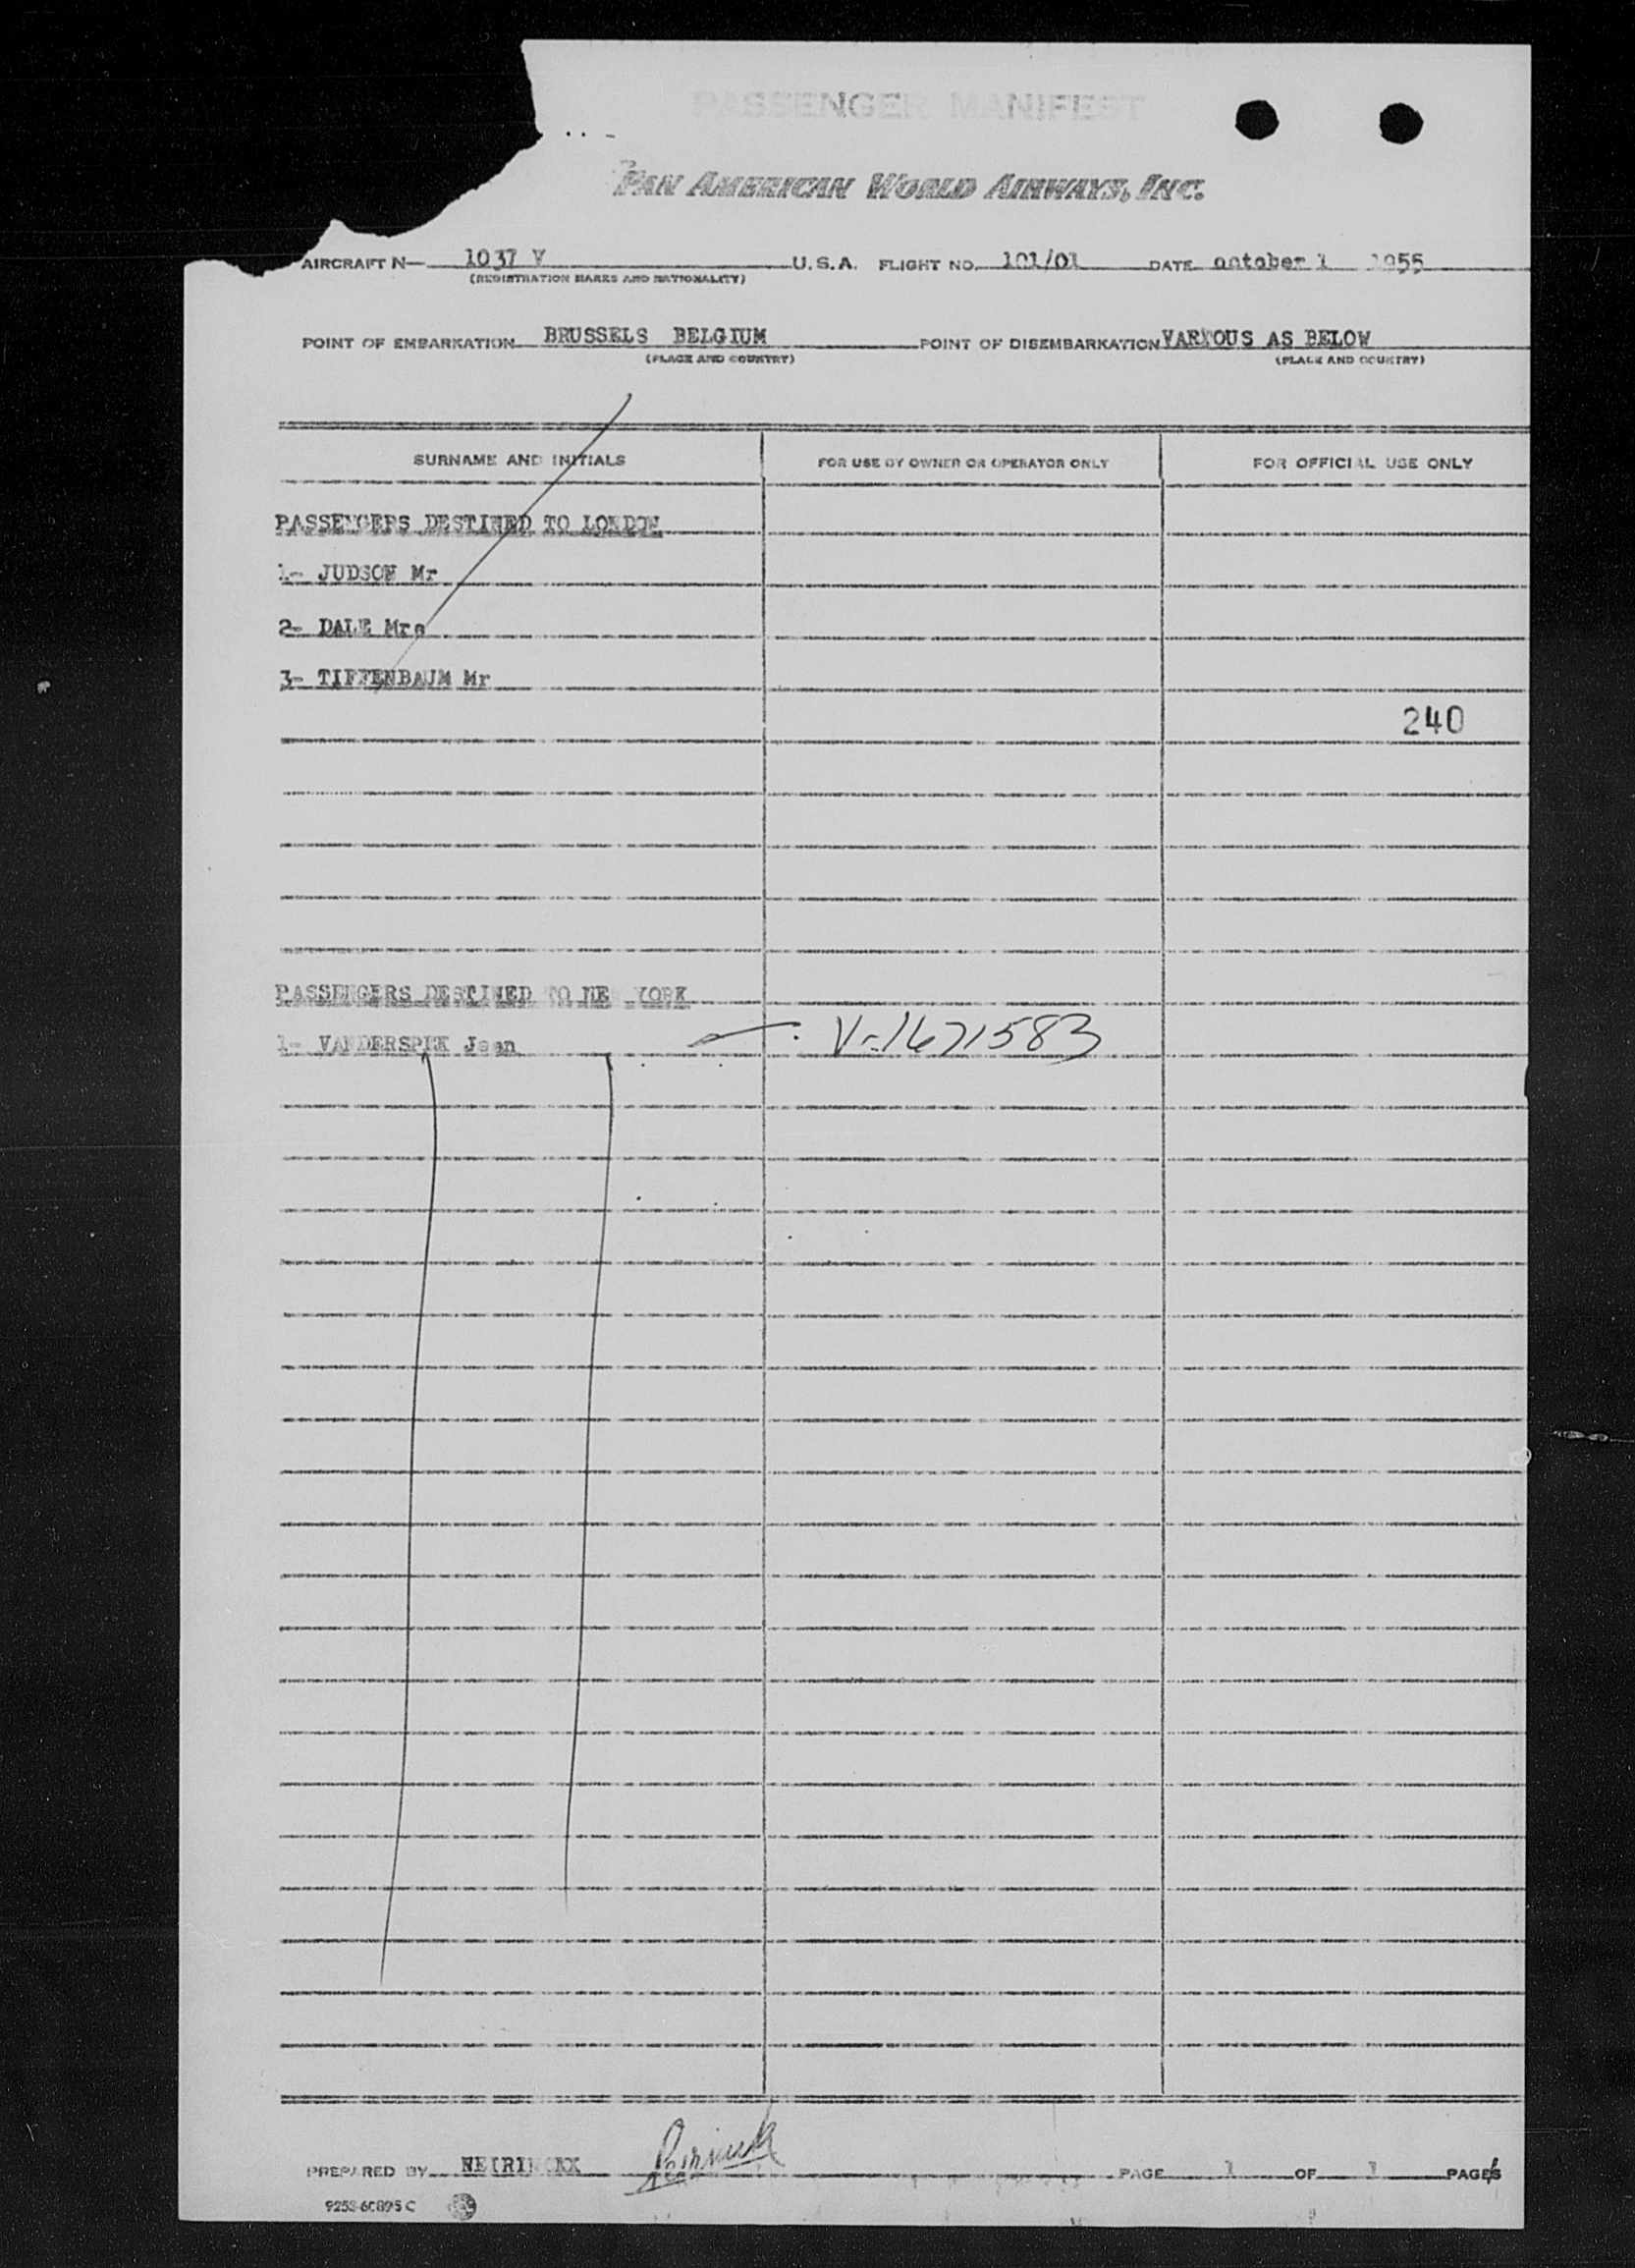 PASSENGER MANIFEST
PAN AMERICAN WORLD AIRWAYS, INC.
AIRCRAFT N— 1037 V U.S.A. FLIGHT NO. 101/01 DATE october 1 1955
(REGISTRATION MARKS AND NATIONALITY)
POINT OF EMBARKATION BRUSSELS BELGIUM POINT OF DISEMBARKATION VARIOUS AS BELOW
(PLACE AND COUNTRY) (PLACE AND COUNTRY)
SURNAME AND INITIALS FOR USE BY OWNER OR OPERATOR ONLY FOR OFFICIAL USE ONLY
PASSENGERS DESTINED TO LONDON
1- JUDSON Mr
2- DALE Mrs
3- TIFFENBAUM Mr
240
PASSENGERS DESTINED TO NE YORK
1- VANDERSPEK Jean V-1671583
PREPARED BY NEIRINCKX PAGE 1 OF 1 PAGES
9253-60895 C